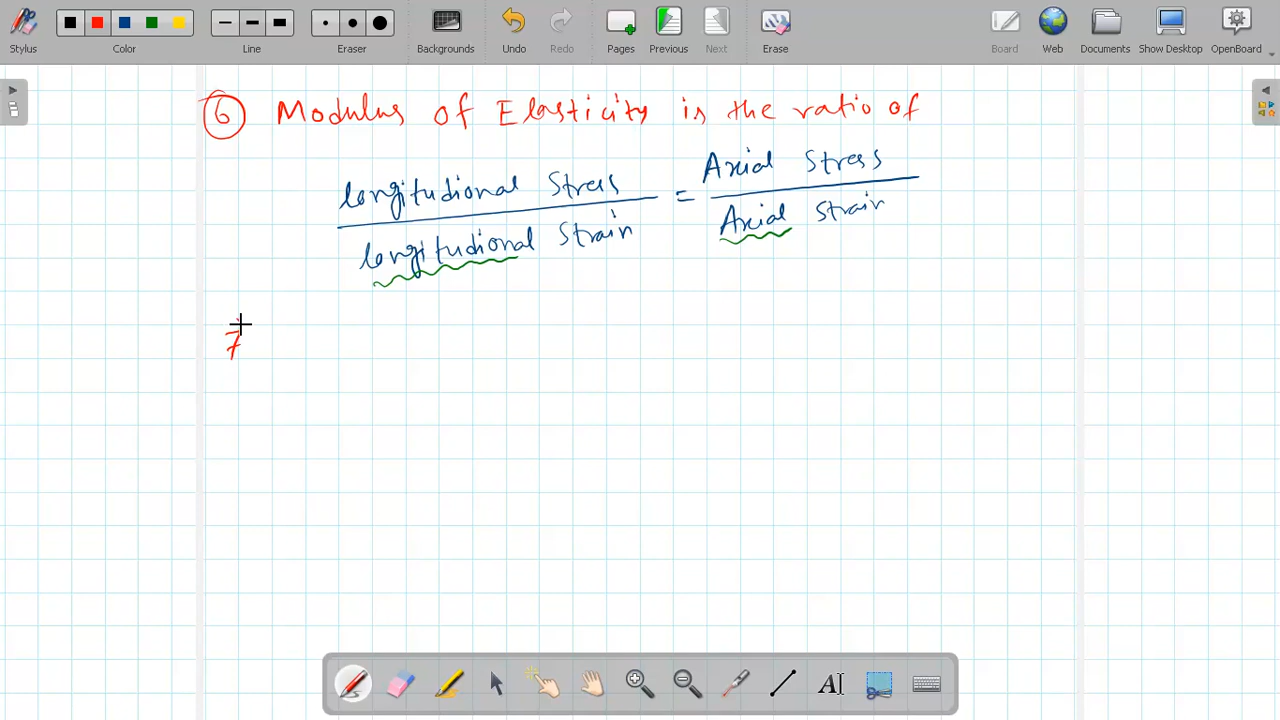 Stylus Color Line Eraser Backgrounds Undo Redo Pages Previous Next Erase Board Web Documents Show Desktop OpenBoard
6 Modulus of Elasticity is the ratio of
longitudional Stress / longitudional Strain = Axial Stress / Axial Strain
7